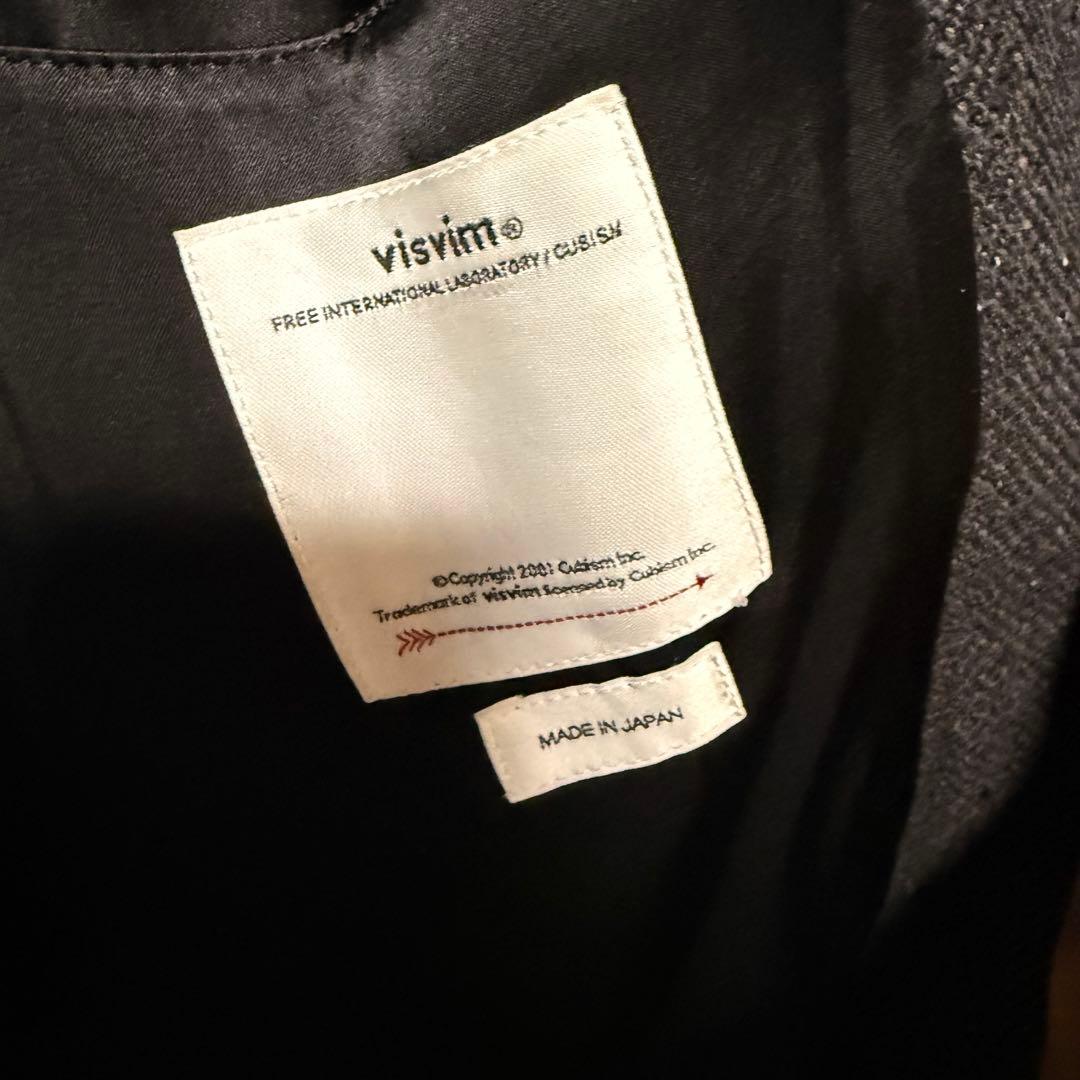 visvim®
FREE INTERNATIONAL LABORATORY / CUBISM
©Copyright 2001 Cubism Inc.
Trademark of visvim licensed by Cubism Inc.
MADE IN JAPAN